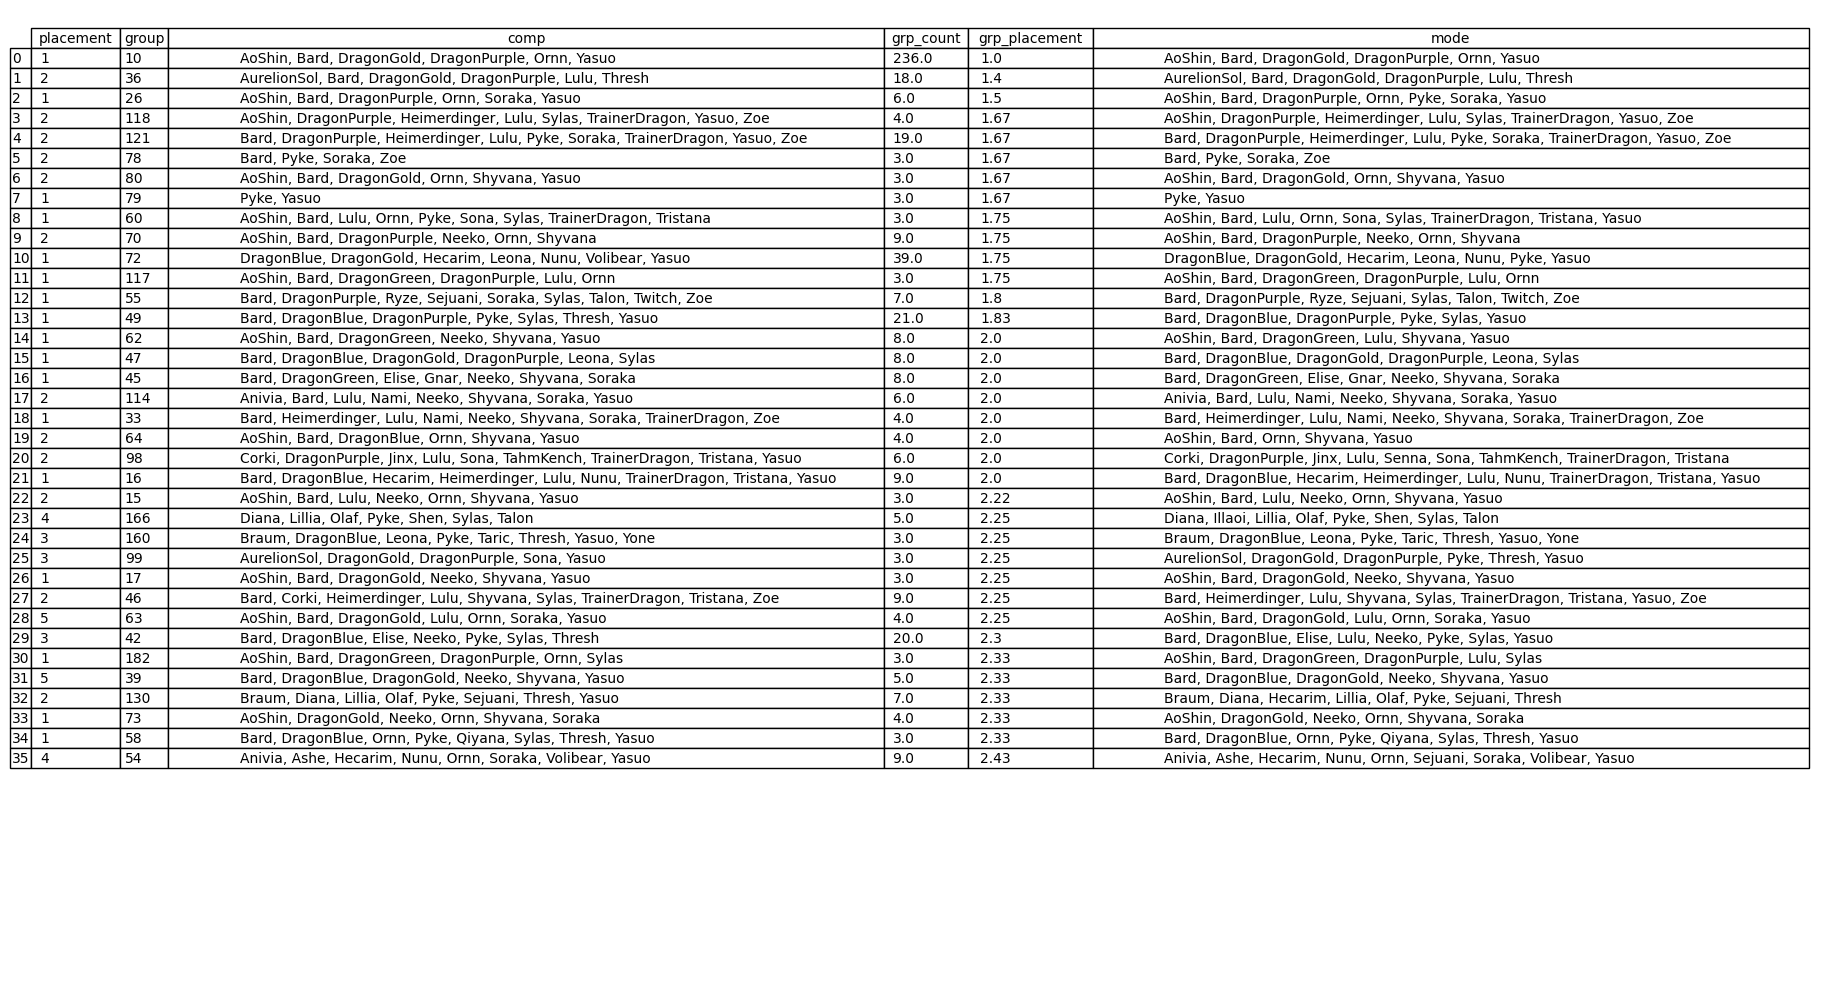 placement group comp grp_count grp_placement mode
0 1 10 AoShin, Bard, DragonGold, DragonPurple, Ornn, Yasuo 236.0 1.0 AoShin, Bard, DragonGold, DragonPurple, Ornn, Yasuo
1 2 36 AurelionSol, Bard, DragonGold, DragonPurple, Lulu, Thresh 18.0 1.4 AurelionSol, Bard, DragonGold, DragonPurple, Lulu, Thresh
2 1 26 AoShin, Bard, DragonPurple, Ornn, Soraka, Yasuo 6.0 1.5 AoShin, Bard, DragonPurple, Ornn, Pyke, Soraka, Yasuo
3 2 118 AoShin, DragonPurple, Heimerdinger, Lulu, Sylas, TrainerDragon, Yasuo, Zoe 4.0 1.67 AoShin, DragonPurple, Heimerdinger, Lulu, Sylas, TrainerDragon, Yasuo, Zoe
4 2 121 Bard, DragonPurple, Heimerdinger, Lulu, Pyke, Soraka, TrainerDragon, Yasuo, Zoe 19.0 1.67 Bard, DragonPurple, Heimerdinger, Lulu, Pyke, Soraka, TrainerDragon, Yasuo, Zoe
5 2 78 Bard, Pyke, Soraka, Zoe 3.0 1.67 Bard, Pyke, Soraka, Zoe
6 2 80 AoShin, Bard, DragonGold, Ornn, Shyvana, Yasuo 3.0 1.67 AoShin, Bard, DragonGold, Ornn, Shyvana, Yasuo
7 1 79 Pyke, Yasuo 3.0 1.67 Pyke, Yasuo
8 1 60 AoShin, Bard, Lulu, Ornn, Pyke, Sona, Sylas, TrainerDragon, Tristana 3.0 1.75 AoShin, Bard, Lulu, Ornn, Sona, Sylas, TrainerDragon, Tristana, Yasuo
9 2 70 AoShin, Bard, DragonPurple, Neeko, Ornn, Shyvana 9.0 1.75 AoShin, Bard, DragonPurple, Neeko, Ornn, Shyvana
10 1 72 DragonBlue, DragonGold, Hecarim, Leona, Nunu, Volibear, Yasuo 39.0 1.75 DragonBlue, DragonGold, Hecarim, Leona, Nunu, Pyke, Yasuo
11 1 117 AoShin, Bard, DragonGreen, DragonPurple, Lulu, Ornn 3.0 1.75 AoShin, Bard, DragonGreen, DragonPurple, Lulu, Ornn
12 1 55 Bard, DragonPurple, Ryze, Sejuani, Soraka, Sylas, Talon, Twitch, Zoe 7.0 1.8 Bard, DragonPurple, Ryze, Sejuani, Sylas, Talon, Twitch, Zoe
13 1 49 Bard, DragonBlue, DragonPurple, Pyke, Sylas, Thresh, Yasuo 21.0 1.83 Bard, DragonBlue, DragonPurple, Pyke, Sylas, Yasuo
14 1 62 AoShin, Bard, DragonGreen, Neeko, Shyvana, Yasuo 8.0 2.0 AoShin, Bard, DragonGreen, Lulu, Shyvana, Yasuo
15 1 47 Bard, DragonBlue, DragonGold, DragonPurple, Leona, Sylas 8.0 2.0 Bard, DragonBlue, DragonGold, DragonPurple, Leona, Sylas
16 1 45 Bard, DragonGreen, Elise, Gnar, Neeko, Shyvana, Soraka 8.0 2.0 Bard, DragonGreen, Elise, Gnar, Neeko, Shyvana, Soraka
17 2 114 Anivia, Bard, Lulu, Nami, Neeko, Shyvana, Soraka, Yasuo 6.0 2.0 Anivia, Bard, Lulu, Nami, Neeko, Shyvana, Soraka, Yasuo
18 1 33 Bard, Heimerdinger, Lulu, Nami, Neeko, Shyvana, Soraka, TrainerDragon, Zoe 4.0 2.0 Bard, Heimerdinger, Lulu, Nami, Neeko, Shyvana, Soraka, TrainerDragon, Zoe
19 2 64 AoShin, Bard, DragonBlue, Ornn, Shyvana, Yasuo 4.0 2.0 AoShin, Bard, Ornn, Shyvana, Yasuo
20 2 98 Corki, DragonPurple, Jinx, Lulu, Sona, TahmKench, TrainerDragon, Tristana, Yasuo 6.0 2.0 Corki, DragonPurple, Jinx, Lulu, Senna, Sona, TahmKench, TrainerDragon, Tristana
21 1 16 Bard, DragonBlue, Hecarim, Heimerdinger, Lulu, Nunu, TrainerDragon, Tristana, Yasuo 9.0 2.0 Bard, DragonBlue, Hecarim, Heimerdinger, Lulu, Nunu, TrainerDragon, Tristana, Yasuo
22 2 15 AoShin, Bard, Lulu, Neeko, Ornn, Shyvana, Yasuo 3.0 2.22 AoShin, Bard, Lulu, Neeko, Ornn, Shyvana, Yasuo
23 4 166 Diana, Lillia, Olaf, Pyke, Shen, Sylas, Talon 5.0 2.25 Diana, Illaoi, Lillia, Olaf, Pyke, Shen, Sylas, Talon
24 3 160 Braum, DragonBlue, Leona, Pyke, Taric, Thresh, Yasuo, Yone 3.0 2.25 Braum, DragonBlue, Leona, Pyke, Taric, Thresh, Yasuo, Yone
25 3 99 AurelionSol, DragonGold, DragonPurple, Sona, Yasuo 3.0 2.25 AurelionSol, DragonGold, DragonPurple, Pyke, Thresh, Yasuo
26 1 17 AoShin, Bard, DragonGold, Neeko, Shyvana, Yasuo 3.0 2.25 AoShin, Bard, DragonGold, Neeko, Shyvana, Yasuo
27 2 46 Bard, Corki, Heimerdinger, Lulu, Shyvana, Sylas, TrainerDragon, Tristana, Zoe 9.0 2.25 Bard, Heimerdinger, Lulu, Shyvana, Sylas, TrainerDragon, Tristana, Yasuo, Zoe
28 5 63 AoShin, Bard, DragonGold, Lulu, Ornn, Soraka, Yasuo 4.0 2.25 AoShin, Bard, DragonGold, Lulu, Ornn, Soraka, Yasuo
29 3 42 Bard, DragonBlue, Elise, Neeko, Pyke, Sylas, Thresh 20.0 2.3 Bard, DragonBlue, Elise, Lulu, Neeko, Pyke, Sylas, Yasuo
30 1 182 AoShin, Bard, DragonGreen, DragonPurple, Ornn, Sylas 3.0 2.33 AoShin, Bard, DragonGreen, DragonPurple, Lulu, Sylas
31 5 39 Bard, DragonBlue, DragonGold, Neeko, Shyvana, Yasuo 5.0 2.33 Bard, DragonBlue, DragonGold, Neeko, Shyvana, Yasuo
32 2 130 Braum, Diana, Lillia, Olaf, Pyke, Sejuani, Thresh, Yasuo 7.0 2.33 Braum, Diana, Hecarim, Lillia, Olaf, Pyke, Sejuani, Thresh
33 1 73 AoShin, DragonGold, Neeko, Ornn, Shyvana, Soraka 4.0 2.33 AoShin, DragonGold, Neeko, Ornn, Shyvana, Soraka
34 1 58 Bard, DragonBlue, Ornn, Pyke, Qiyana, Sylas, Thresh, Yasuo 3.0 2.33 Bard, DragonBlue, Ornn, Pyke, Qiyana, Sylas, Thresh, Yasuo
35 4 54 Anivia, Ashe, Hecarim, Nunu, Ornn, Soraka, Volibear, Yasuo 9.0 2.43 Anivia, Ashe, Hecarim, Nunu, Ornn, Sejuani, Soraka, Volibear, Yasuo